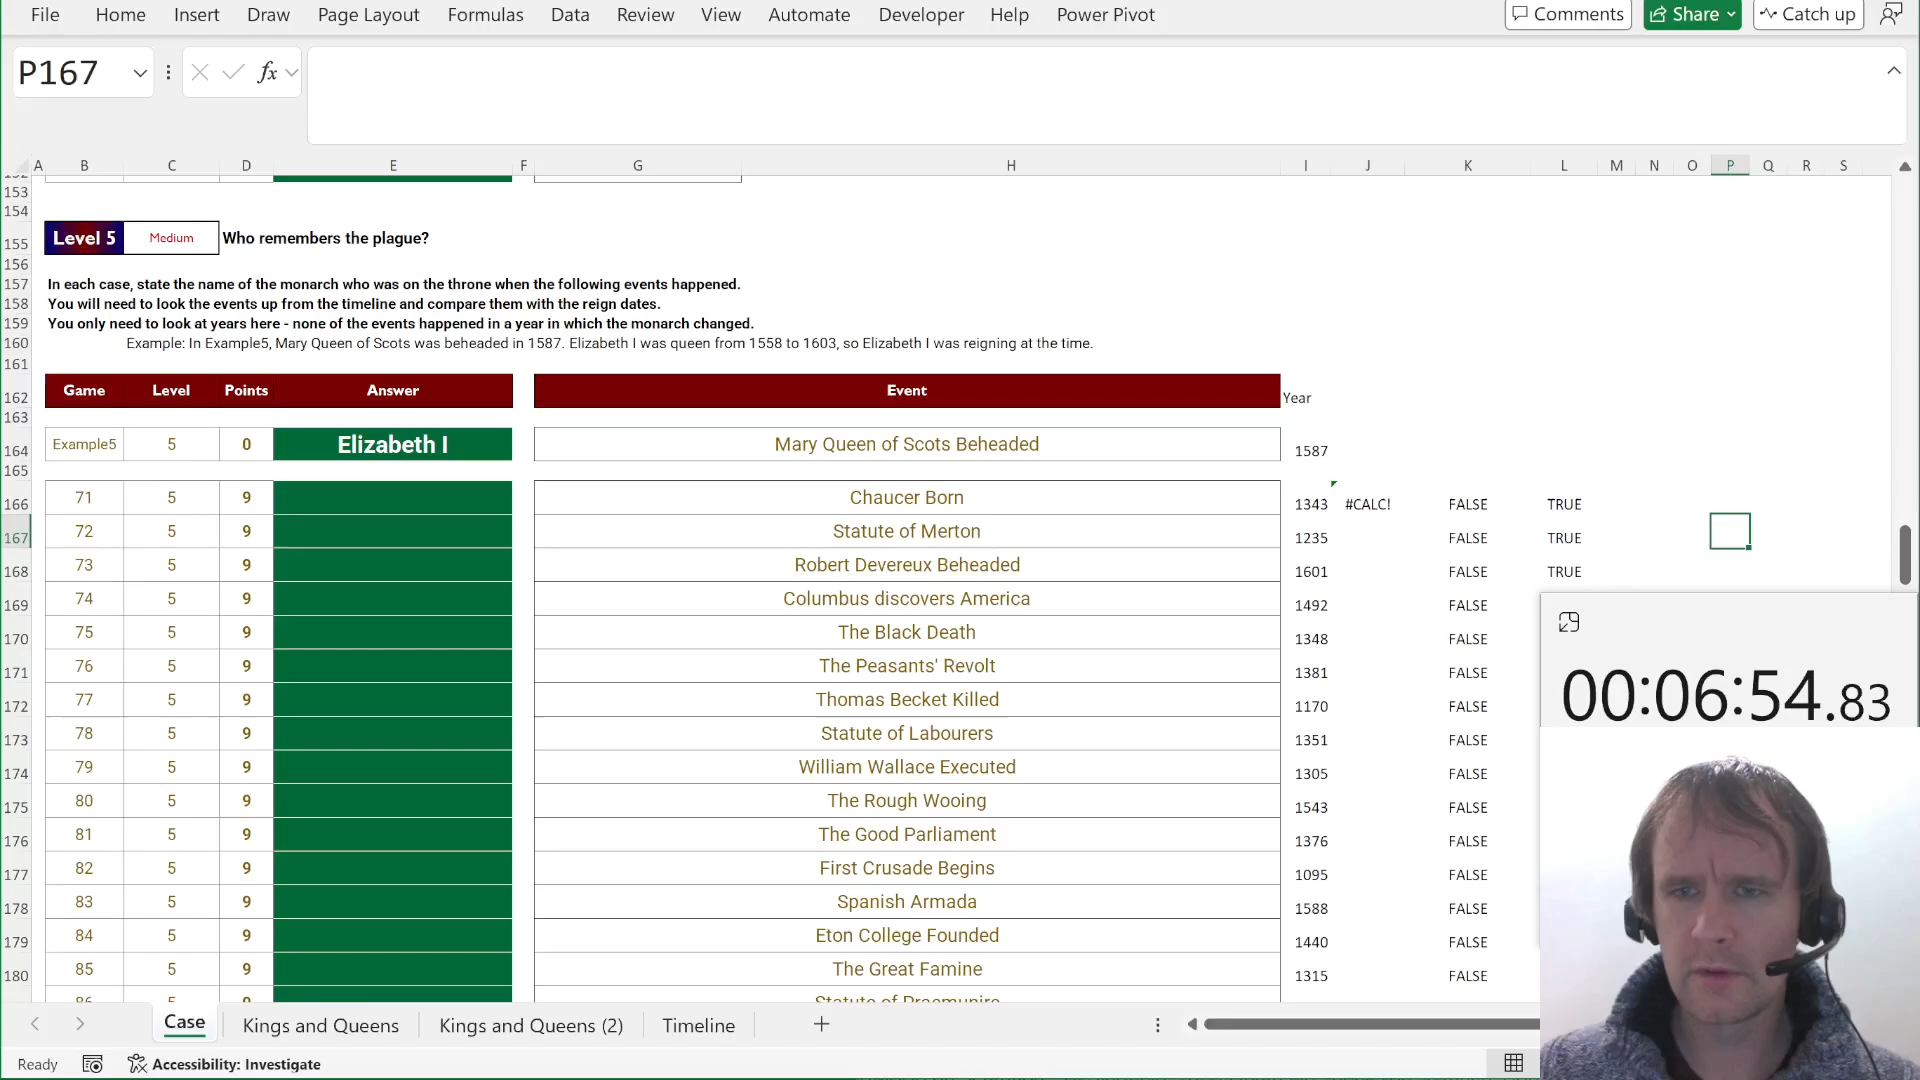 File Home Insert Draw Page Layout Formulas Data Review View Automate Developer Help Power Pivot Comments Share Catch up
P167 fx
A B C D E F G H I J K L M N O P Q R S
153
154
155 Level 5 Medium Who remembers the plague?
156
157 In each case, state the name of the monarch who was on the throne when the following events happened.
158 You will need to look the events up from the timeline and compare them with the reign dates.
159 You only need to look at years here - none of the events happened in a year in which the monarch changed.
160 Example: In Example5, Mary Queen of Scots was beheaded in 1587. Elizabeth I was queen from 1558 to 1603, so Elizabeth I was reigning at the time.
161
162 Game Level Points Answer Event Year
163
164 Example5 5 0 Elizabeth I Mary Queen of Scots Beheaded 1587
165
166 71 5 9 Chaucer Born 1343 #CALC! FALSE TRUE
167 72 5 9 Statute of Merton 1235 FALSE TRUE
168 73 5 9 Robert Devereux Beheaded 1601 FALSE TRUE
169 74 5 9 Columbus discovers America 1492 FALSE
170 75 5 9 The Black Death 1348 FALSE
171 76 5 9 The Peasants' Revolt 1381 FALSE
172 77 5 9 Thomas Becket Killed 1170 FALSE
173 78 5 9 Statute of Labourers 1351 FALSE
174 79 5 9 William Wallace Executed 1305 FALSE
175 80 5 9 The Rough Wooing 1543 FALSE
176 81 5 9 The Good Parliament 1376 FALSE
177 82 5 9 First Crusade Begins 1095 FALSE
178 83 5 9 Spanish Armada 1588 FALSE
179 84 5 9 Eton College Founded 1440 FALSE
180 85 5 9 The Great Famine 1315 FALSE
00:06:54.83
Case Kings and Queens Kings and Queens (2) Timeline
Ready Accessibility: Investigate